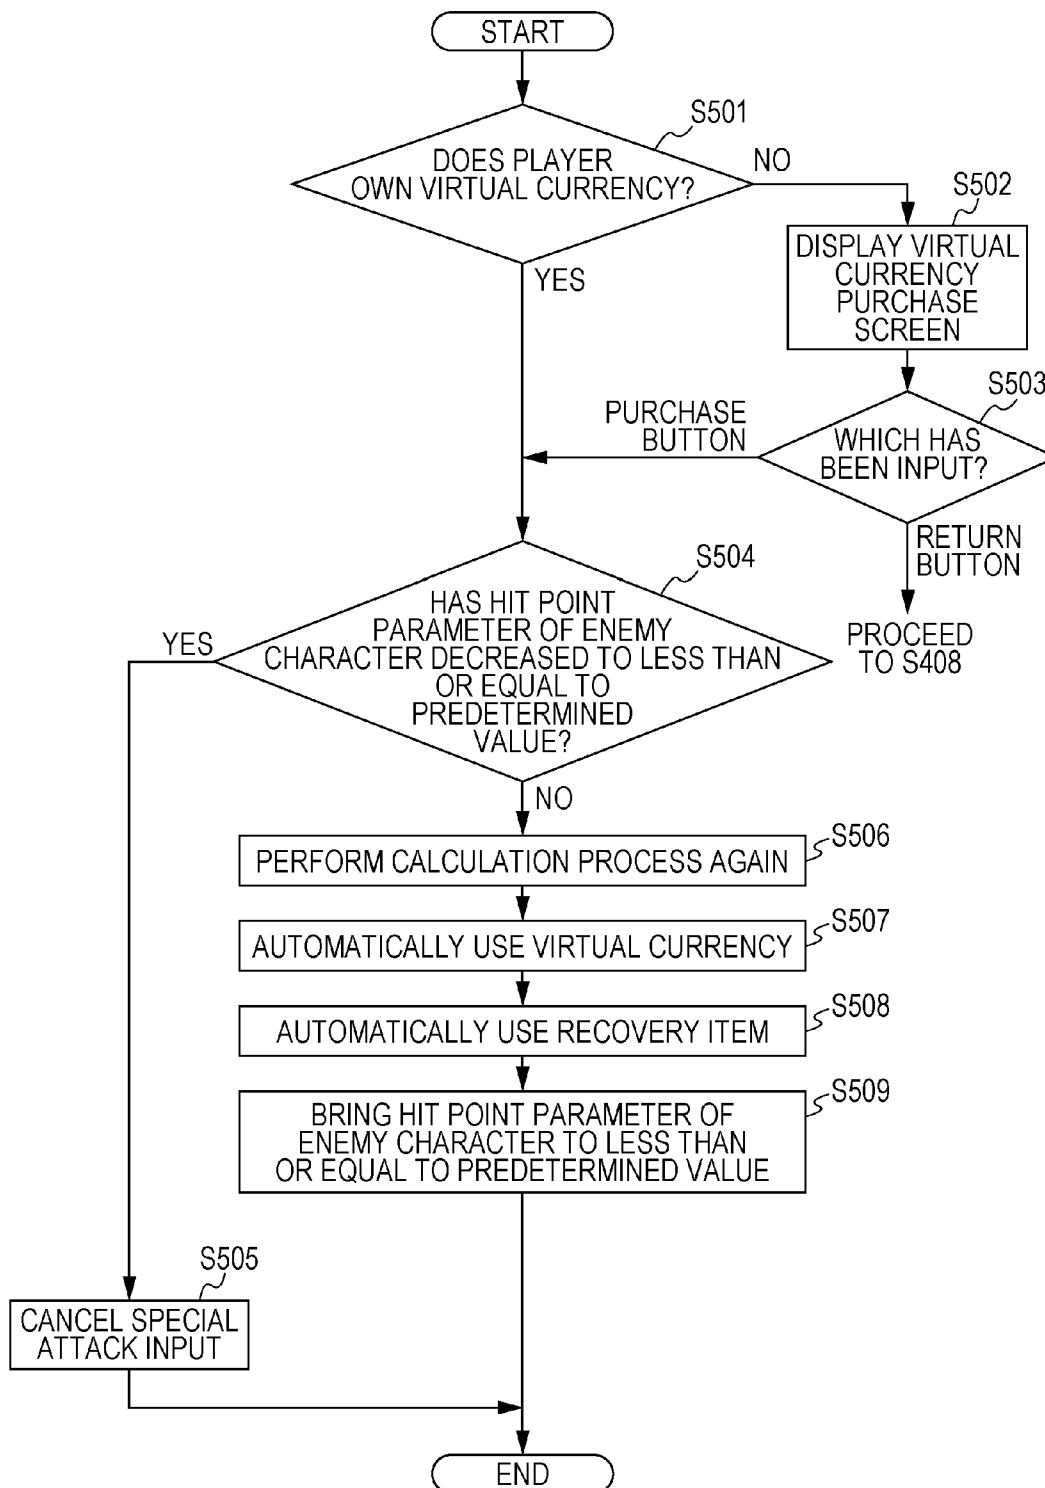 START
S501
DOES PLAYER
OWN VIRTUAL CURRENCY?
NO
YES
S502
DISPLAY VIRTUAL
CURRENCY
PURCHASE
SCREEN
S503
WHICH HAS
BEEN INPUT?
PURCHASE
BUTTON
RETURN
BUTTON
PROCEED
TO S408
S504
HAS HIT POINT
PARAMETER OF ENEMY
CHARACTER DECREASED TO LESS THAN
OR EQUAL TO
PREDETERMINED
VALUE?
YES
NO
S506
PERFORM CALCULATION PROCESS AGAIN
S507
AUTOMATICALLY USE VIRTUAL CURRENCY
S508
AUTOMATICALLY USE RECOVERY ITEM
S509
BRING HIT POINT PARAMETER OF
ENEMY CHARACTER TO LESS THAN
OR EQUAL TO PREDETERMINED VALUE
S505
CANCEL SPECIAL
ATTACK INPUT
END